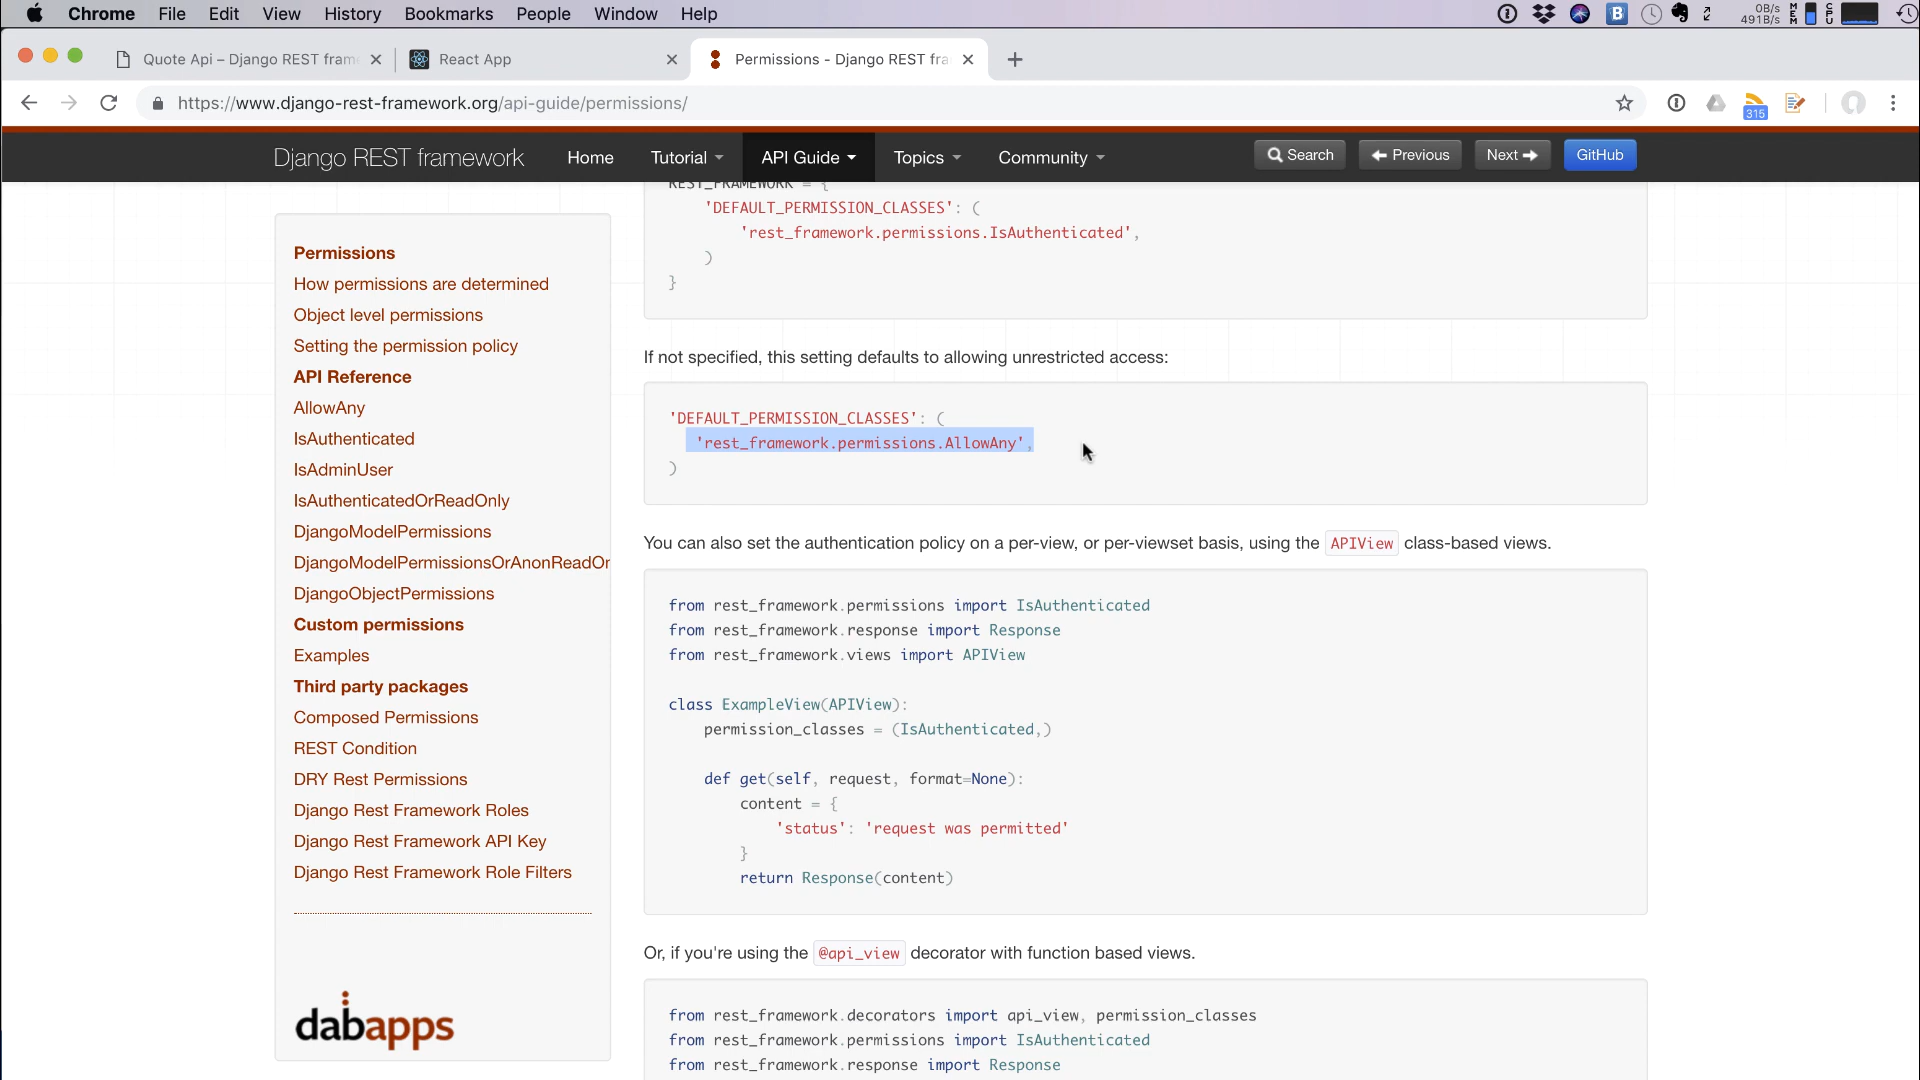 Chrome File Edit View History Bookmarks People Window Help
0B/s
491B/s
MEM
CPU
Quote Api – Django REST fram
React App
Permissions - Django REST fra
https://www.django-rest-framework.org/api-guide/permissions/
315
Django REST framework Home Tutorial API Guide Topics Community Search Previous Next GitHub
Permissions
How permissions are determined
Object level permissions
Setting the permission policy
API Reference
AllowAny
IsAuthenticated
IsAdminUser
IsAuthenticatedOrReadOnly
DjangoModelPermissions
DjangoModelPermissionsOrAnonReadOn
DjangoObjectPermissions
Custom permissions
Examples
Third party packages
Composed Permissions
REST Condition
DRY Rest Permissions
Django Rest Framework Roles
Django Rest Framework API Key
Django Rest Framework Role Filters
dabapps
REST_FRAMEWORK = {
'DEFAULT_PERMISSION_CLASSES': (
'rest_framework.permissions.IsAuthenticated',
)
}
If not specified, this setting defaults to allowing unrestricted access:
'DEFAULT_PERMISSION_CLASSES': (
'rest_framework.permissions.AllowAny',
)
You can also set the authentication policy on a per-view, or per-viewset basis, using the APIView class-based views.
from rest_framework.permissions import IsAuthenticated
from rest_framework.response import Response
from rest_framework.views import APIView
class ExampleView(APIView):
permission_classes = (IsAuthenticated,)
def get(self, request, format=None):
content = {
'status': 'request was permitted'
}
return Response(content)
Or, if you're using the @api_view decorator with function based views.
from rest_framework.decorators import api_view, permission_classes
from rest_framework.permissions import IsAuthenticated
from rest_framework.response import Response